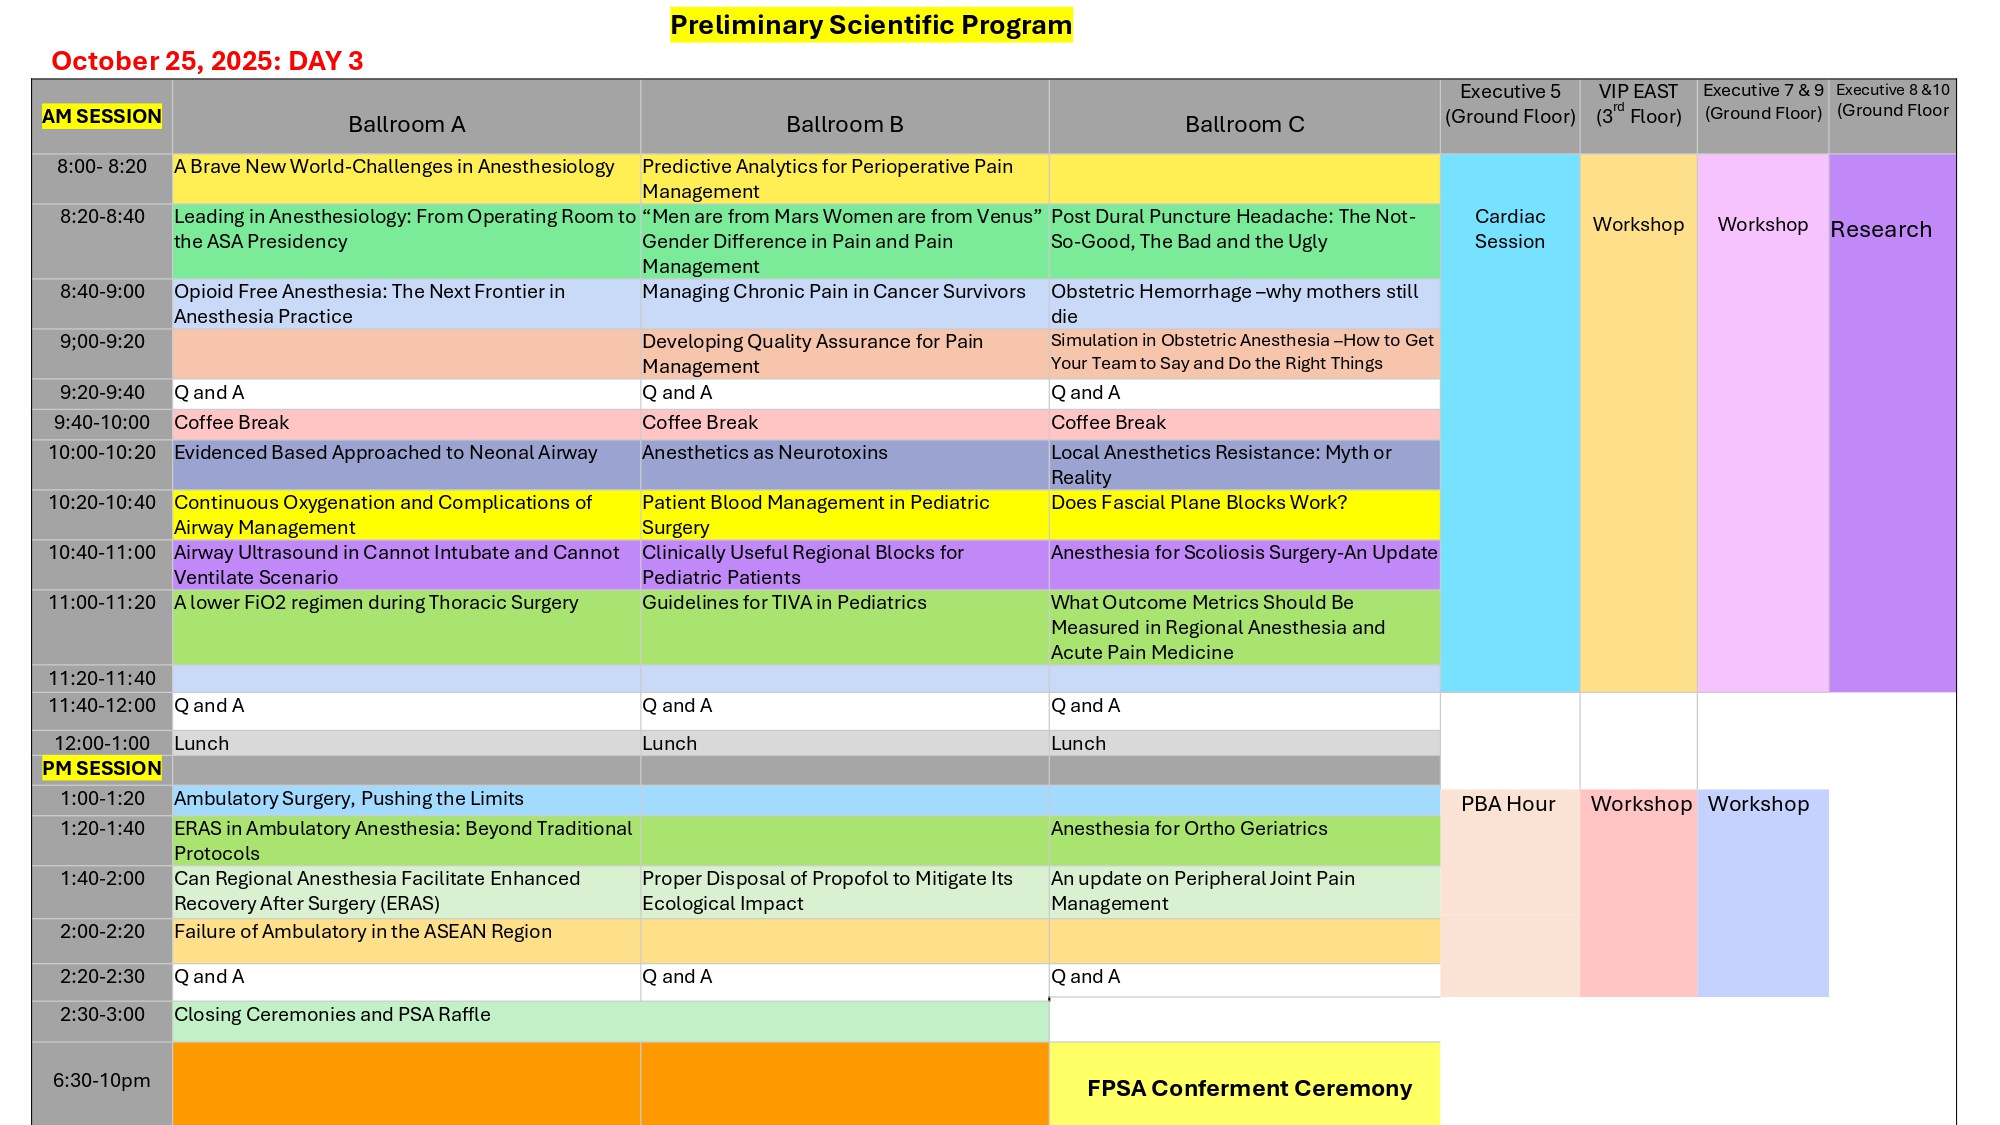 Preliminary Scientific Program
October 25, 2025: DAY 3
AM SESSION
Ballroom A
Ballroom B
Ballroom C
Executive 5
(Ground Floor)
VIP EAST
(3rd Floor)
Executive 7 & 9
(Ground Floor)
Executive 8 &10
(Ground Floor
8:00- 8:20
A Brave New World-Challenges in Anesthesiology
Predictive Analytics for Perioperative Pain
Management
8:20-8:40
Leading in Anesthesiology: From Operating Room to
the ASA Presidency
“Men are from Mars Women are from Venus”
Gender Difference in Pain and Pain
Management
Post Dural Puncture Headache: The Not-
So-Good, The Bad and the Ugly
Cardiac
Session
Workshop
Workshop
Research
8:40-9:00
Opioid Free Anesthesia: The Next Frontier in
Anesthesia Practice
Managing Chronic Pain in Cancer Survivors
Obstetric Hemorrhage –why mothers still
die
9;00-9:20
Developing Quality Assurance for Pain
Management
Simulation in Obstetric Anesthesia –How to Get
Your Team to Say and Do the Right Things
9:20-9:40
Q and A
Q and A
Q and A
9:40-10:00
Coffee Break
Coffee Break
Coffee Break
10:00-10:20
Evidenced Based Approached to Neonal Airway
Anesthetics as Neurotoxins
Local Anesthetics Resistance: Myth or
Reality
10:20-10:40
Continuous Oxygenation and Complications of
Airway Management
Patient Blood Management in Pediatric
Surgery
Does Fascial Plane Blocks Work?
10:40-11:00
Airway Ultrasound in Cannot Intubate and Cannot
Ventilate Scenario
Clinically Useful Regional Blocks for
Pediatric Patients
Anesthesia for Scoliosis Surgery-An Update
11:00-11:20
A lower FiO2 regimen during Thoracic Surgery
Guidelines for TIVA in Pediatrics
What Outcome Metrics Should Be
Measured in Regional Anesthesia and
Acute Pain Medicine
11:20-11:40
11:40-12:00
Q and A
Q and A
Q and A
12:00-1:00
Lunch
Lunch
Lunch
PM SESSION
1:00-1:20
Ambulatory Surgery, Pushing the Limits
PBA Hour
Workshop
Workshop
1:20-1:40
ERAS in Ambulatory Anesthesia: Beyond Traditional
Protocols
Anesthesia for Ortho Geriatrics
1:40-2:00
Can Regional Anesthesia Facilitate Enhanced
Recovery After Surgery (ERAS)
Proper Disposal of Propofol to Mitigate Its
Ecological Impact
An update on Peripheral Joint Pain
Management
2:00-2:20
Failure of Ambulatory in the ASEAN Region
2:20-2:30
Q and A
Q and A
Q and A
2:30-3:00
Closing Ceremonies and PSA Raffle
6:30-10pm
FPSA Conferment Ceremony